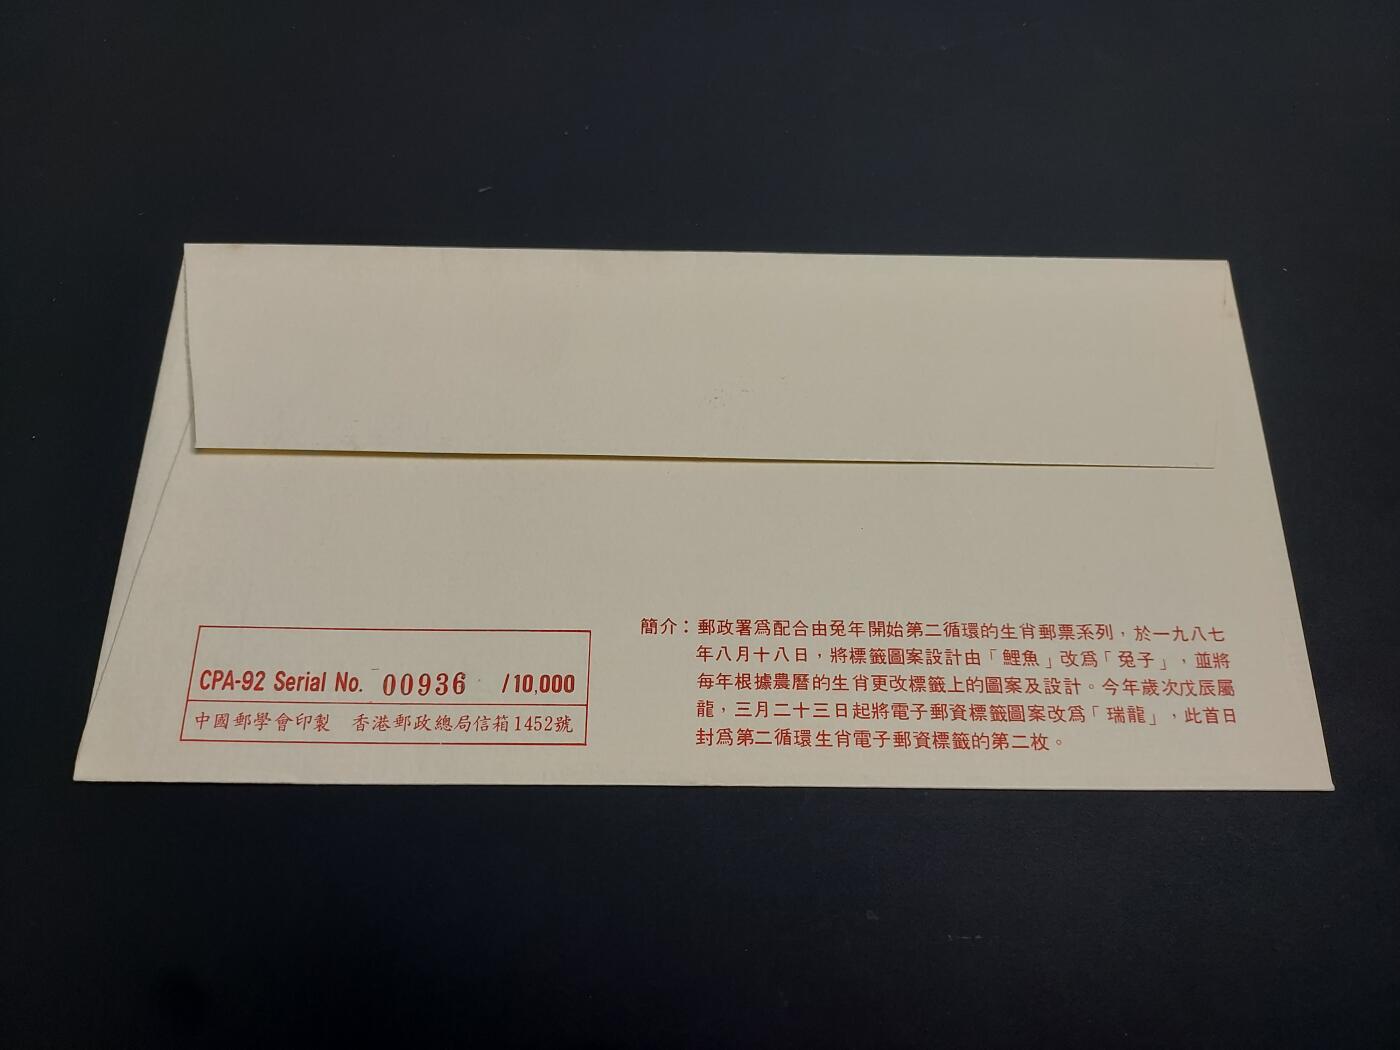 CPA-92 Serial No. 00936 /10,000
中國郵學會印製 香港郵政總局信箱1452號
簡介：郵政署爲配合由兔年開始第二循環的生肖郵票系列，於一九八七
年八月十八日，將標籤圖案設計由「鯉魚」改爲「兔子」，並將
每年根據農曆的生肖更改標籤上的圖案及設計。今年歲次戊辰屬
龍，三月二十三日起將電子郵資標籤圖案改爲「瑞龍」，此首日
封爲第二循環生肖電子郵資標籤的第二枚。